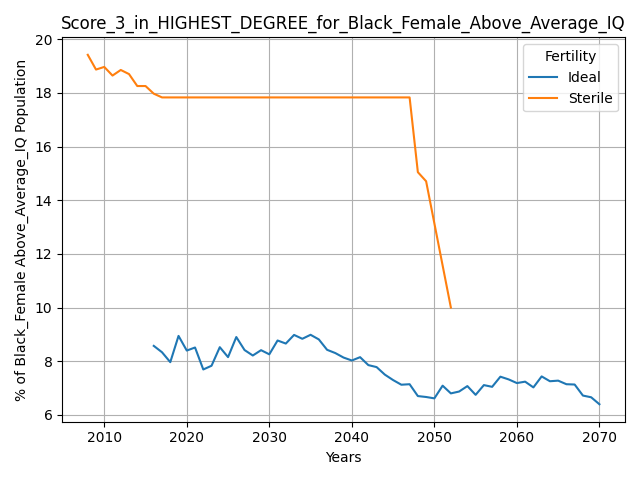 Score_3_in_HIGHEST_DEGREE_for_Black_Female_Above_Average_IQ
% of Black_Female Above_Average_IQ Population
20
18
16
14
12
10
8
6
Fertility
Ideal
Sterile
2010 2020 2030 2040 2050 2060 2070
Years